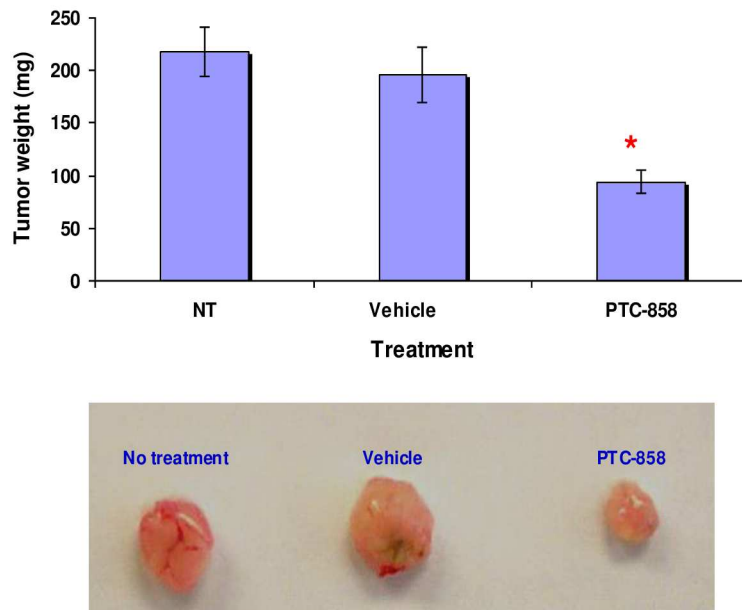 250
200
150
100
50
0
Tumor weight (mg)
*
NT Vehicle PTC-858
Treatment
No treatment Vehicle PTC-858